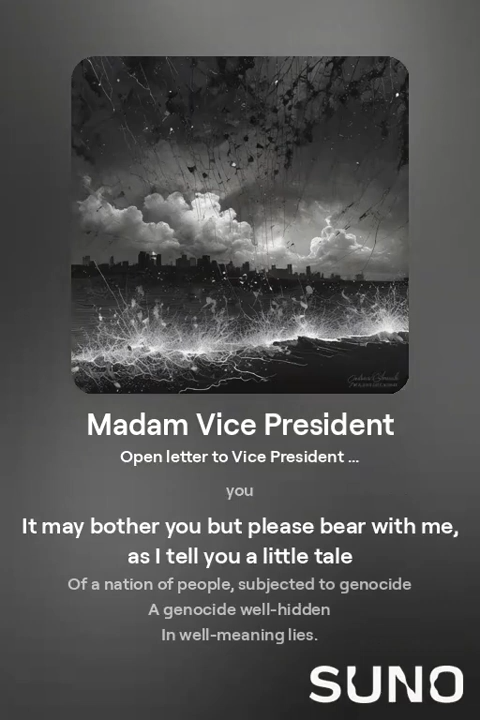 Madam Vice President
Open letter to Vice President ...
you
It may bother you but please bear with me,
as I tell you a little tale
Of a nation of people, subjected to genocide
A genocide well-hidden
In well-meaning lies.
SUNO